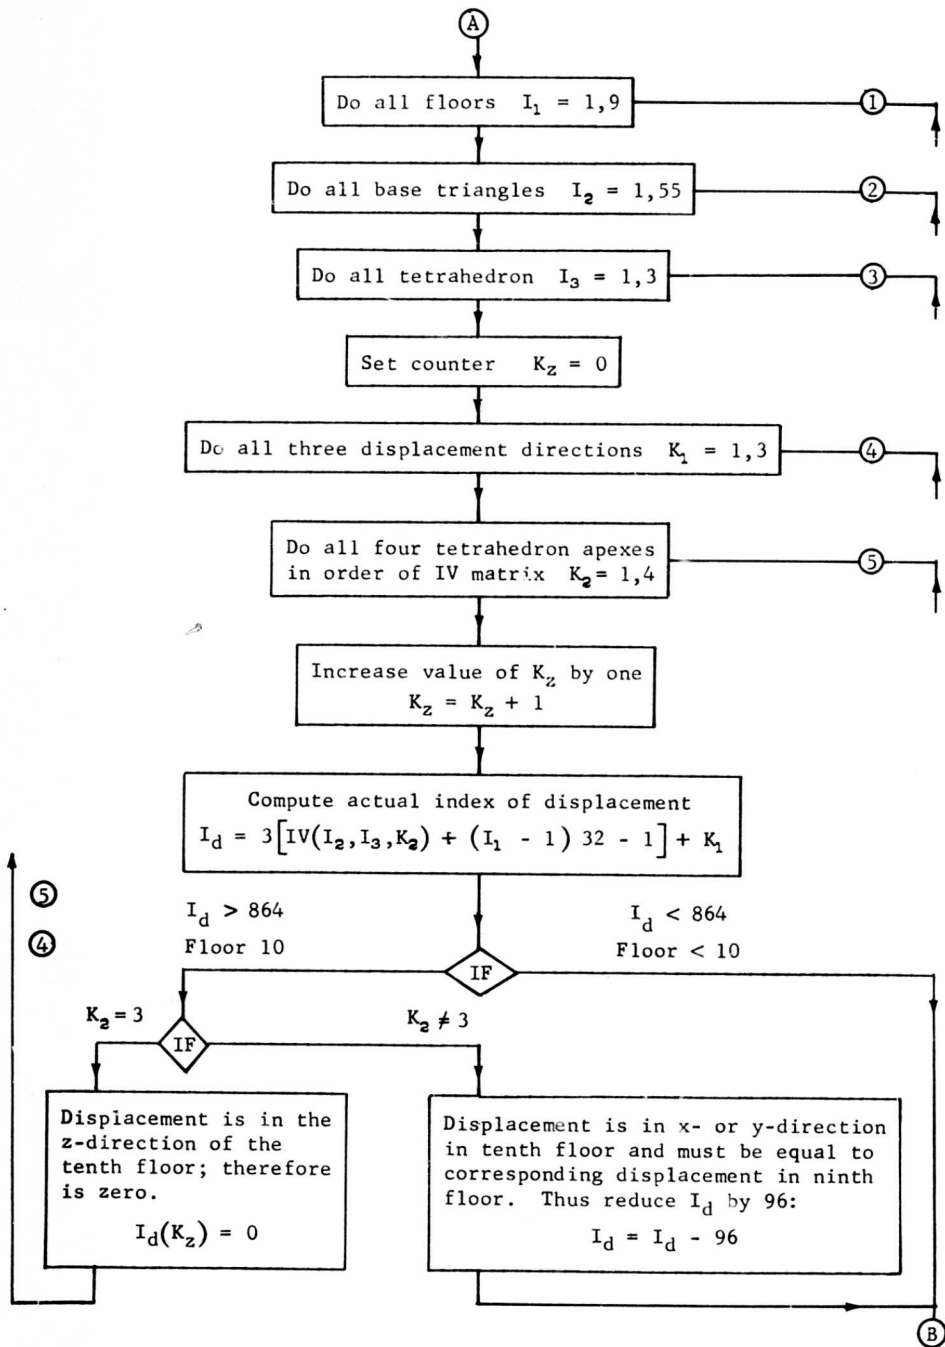 A
Do all floors I₁ = 1,9
1
Do all base triangles I₂ = 1,55
2
Do all tetrahedron I₃ = 1,3
3
Set counter K_z = 0
Do all three displacement directions K₁ = 1,3
4
Do all four tetrahedron apexes
in order of IV matrix K₂ = 1,4
5
Increase value of K_z by one
K_z = K_z + 1
Compute actual index of displacement
I_d = 3[IV(I₂,I₃,K₂) + (I₁ - 1) 32 - 1] + K₁
5
4
I_d > 864
Floor 10
I_d < 864
Floor < 10
IF
K₂ = 3
K₂ ≠ 3
IF
Displacement is in the
z-direction of the
tenth floor; therefore
is zero.
I_d(K_z) = 0
Displacement is in x- or y-direction
in tenth floor and must be equal to
corresponding displacement in ninth
floor. Thus reduce I_d by 96:
I_d = I_d - 96
B